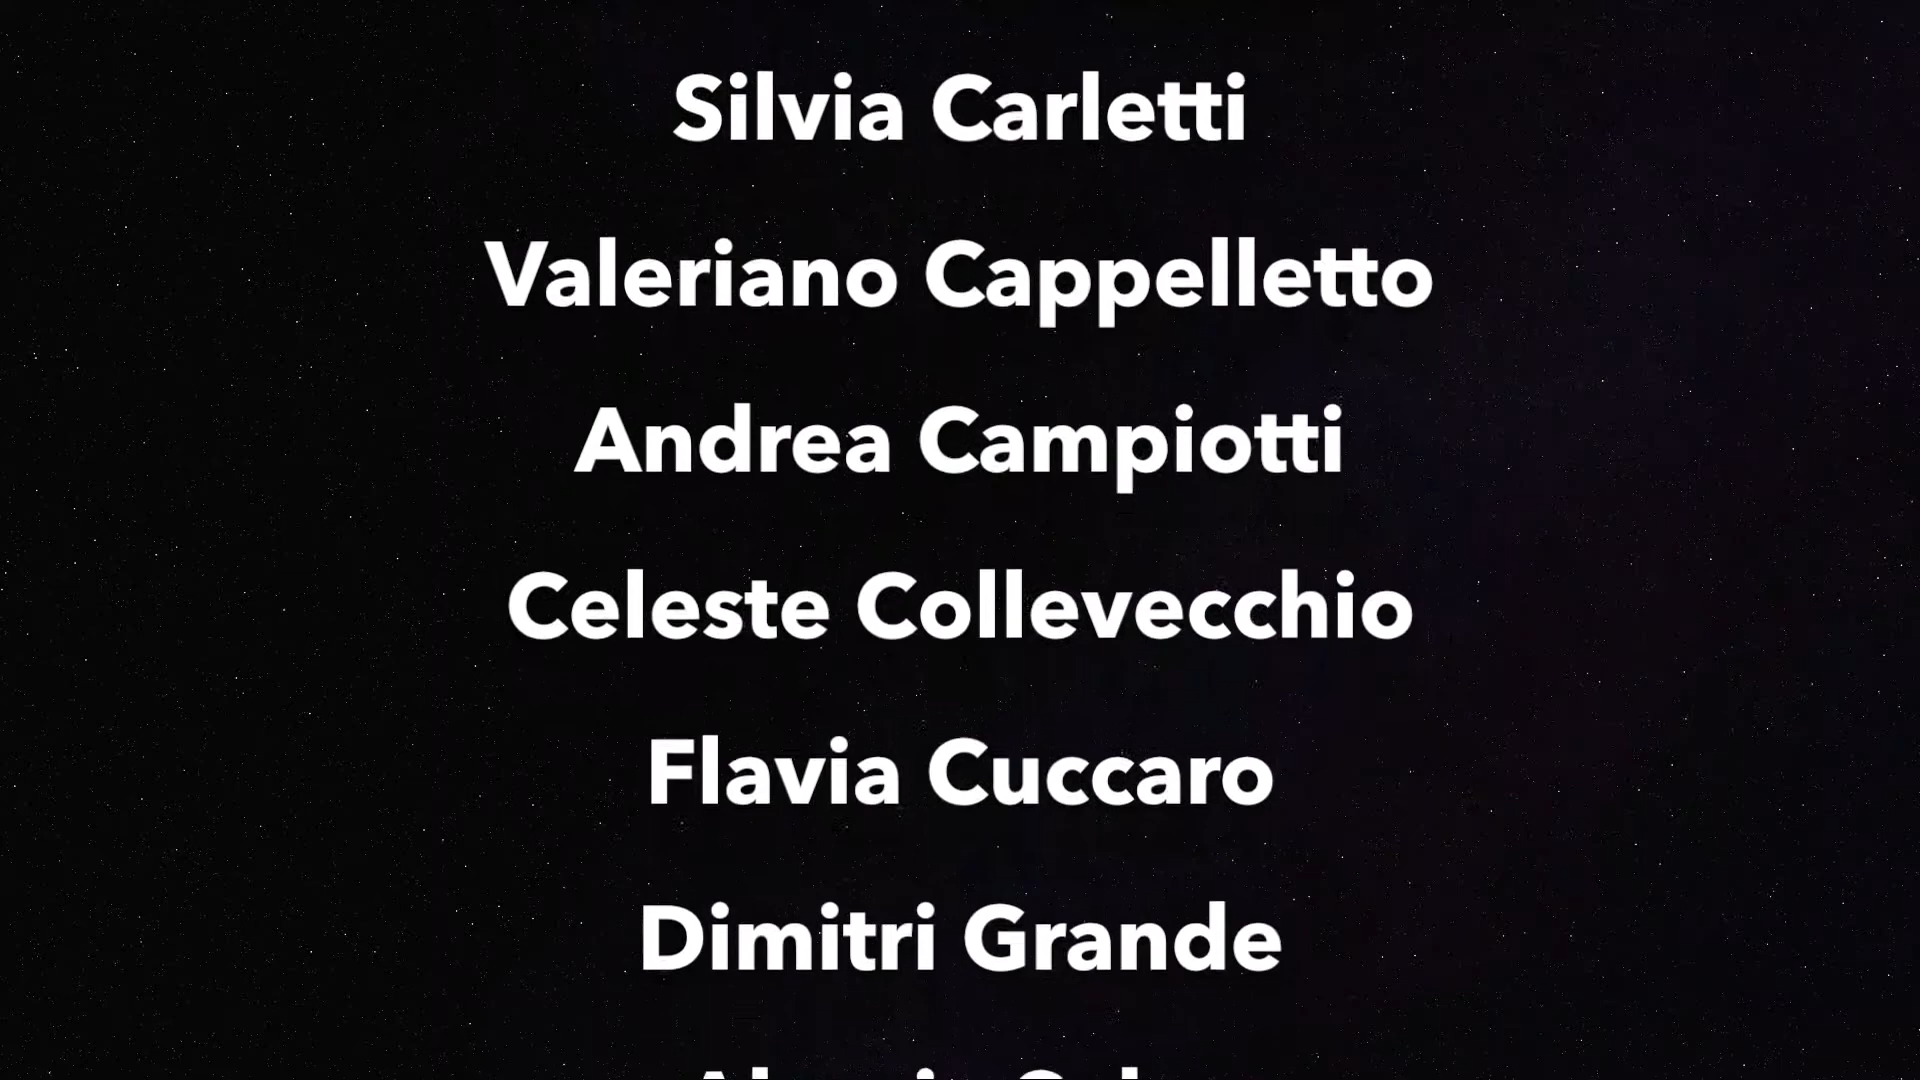 Silvia Carletti
Valeriano Cappelletto
Andrea Campiotti
Celeste Collevecchio
Flavia Cuccaro
Dimitri Grande